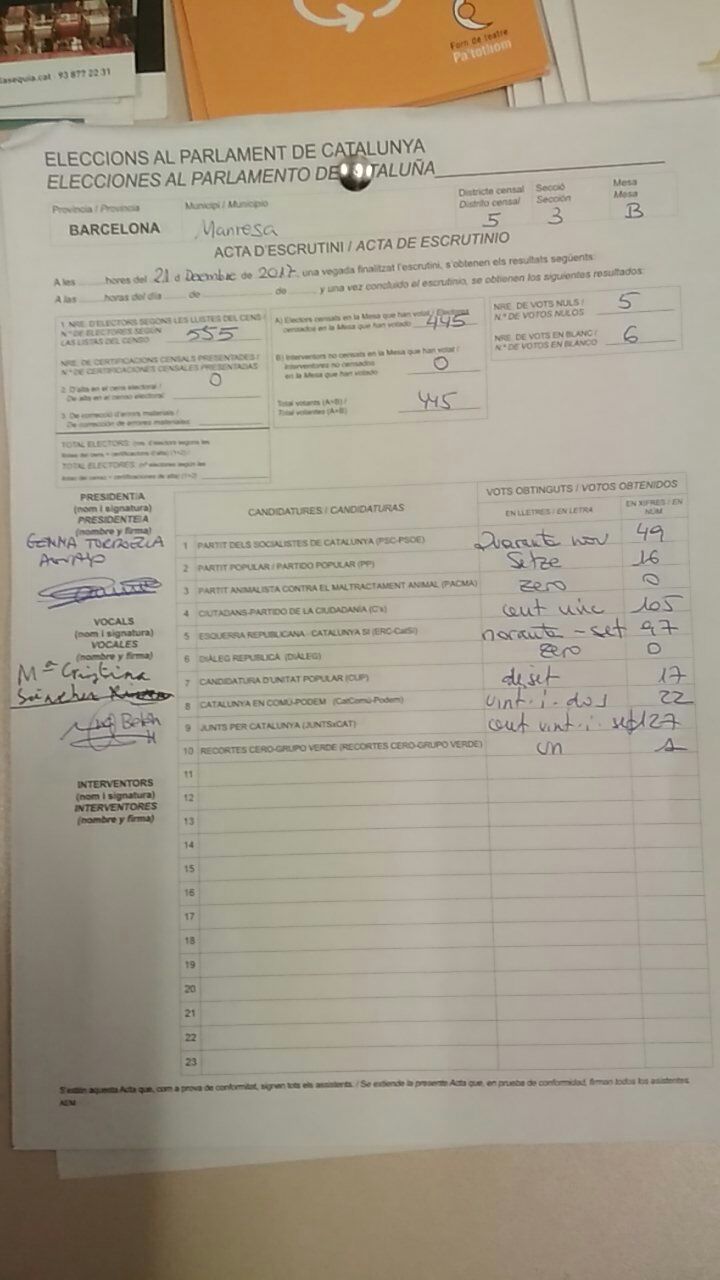 lasequia.cat - 93 877 22 31
Forn de teatre
Pa'tothom
ELECCIONS AL PARLAMENT DE CATALUNYA
ELECCIONES AL PARLAMENTO DE CATALUÑA
Província / Provincia
Municipi / Municipio
Districte censal
Distrito censal
Secció
Sección
Mesa
Mesa
BARCELONA
Manresa
5
3
B
ACTA D'ESCRUTINI / ACTA DE ESCRUTINIO
A les ........hores del 21 d Desembre de 2017, una vegada finalitzat l'escrutini, s'obtenen els resultats següents:
A las ........horas del día ...... de ............ de ......., y una vez concluido el escrutinio, se obtienen los siguientes resultados:
1. NRE. D'ELECTORS SEGONS LES LLISTES DEL CENS /
N.º DE ELECTORES SEGÚN
LAS LISTAS DEL CENSO
555
NRE. DE CERTIFICACIONS CENSALS PRESENTADES /
N.º DE CERTIFICACIONES CENSALES PRESENTADAS
0
2. D'alta en el cens electoral /
De alta en el censo electoral:
3. De correcció d'errors materials /
De corrección de errores materiales:
TOTAL ELECTORS: (nre. d'electors segons les
llistes del cens + certificacions d'alta) (1+2) /
TOTAL ELECTORES: (nº electores según las
listas del censo + certificaciones de alta) (1+2)
A) Electors censats en la Mesa que han votat / Electores
censados en la Mesa que han votado
445
B) Interventors no censats en la Mesa que han votat /
Interventores no censados
en la Mesa que han votado
0
Total votants (A+B) /
Total votantes (A+B)
445
NRE. DE VOTS NULS /
N.º DE VOTOS NULOS
5
NRE. DE VOTS EN BLANC /
N.º DE VOTOS EN BLANCO
6
PRESIDENT/A
(nom i signatura)
PRESIDENTE/A
(nombre y firma)
GEMMA
VOCALS
(nom i signatura)
VOCALES
(nombre y firma)
Mª Cristina
Sánchez
INTERVENTORS
(nom i signatura)
INTERVENTORES
(nombre y firma)
CANDIDATURES / CANDIDATURAS
VOTS OBTINGUTS / VOTOS OBTENIDOS
EN LLETRES / EN LETRA
EN XIFRES / EN NÚM
1 PARTIT DELS SOCIALISTES DE CATALUNYA (PSC-PSOE) Quaranta nou 49
2 PARTIT POPULAR / PARTIDO POPULAR (PP) Setze 16
3 PARTIT ANIMALISTA CONTRA EL MALTRACTAMENT ANIMAL (PACMA) zero 0
4 CIUTADANS-PARTIDO DE LA CIUDADANÍA (C's) cent cinc 105
5 ESQUERRA REPUBLICANA - CATALUNYA SÍ (ERC-CatSí) noranta-set 97
6 DIÀLEG REPUBLICÀ (DIÀLEG) zero 0
7 CANDIDATURA D'UNITAT POPULAR (CUP) diset 17
8 CATALUNYA EN COMÚ-PODEM (CatComú-Podem) vint-i-dos 22
9 JUNTS PER CATALUNYA (JUNTSxCAT) cent vint-i-set 127
10 RECORTES CERO-GRUPO VERDE (RECORTES CERO-GRUPO VERDE) un 1
11
12
13
14
15
16
17
18
19
20
21
22
23
S'estén aquesta Acta que, com a prova de conformitat, signen tots els assistents. / Se extiende la presente Acta que, en prueba de conformidad, firman todos los asistentes.